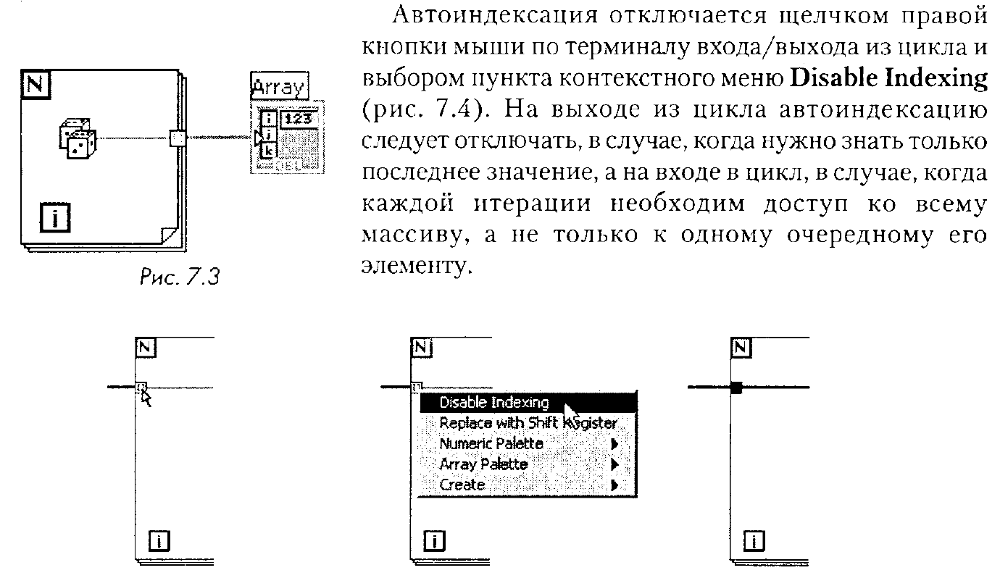 Автоиндексация отключается щелчком правой
кнопки мыши по терминалу входа/выхода из цикла и
выбором пункта контекстного меню Disable Indexing
(рис. 7.4). На выходе из цикла автоиндексацию
следует отключать, в случае, когда нужно знать только
последнее значение, а на входе в цикл, в случае, когда
каждой итерации необходим доступ ко всему
массиву, а не только к одному очередному его
элементу.
N
Array
i
123
j
k
DBL
i
Рис. 7.3
N
i
N
Disable Indexing
Replace with Shift Register
Numeric Palette
Array Palette
Create
i
N
i